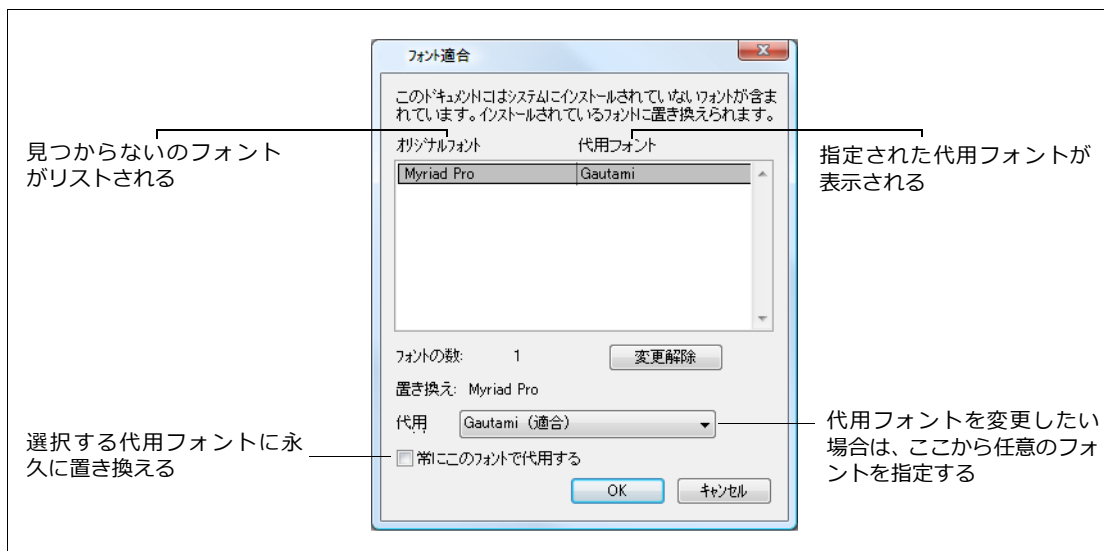 フォント適合
このドキュメントにはシステムにインストールされていないフォントが含ま
れています。インストールされているフォントに置き換えられます。
オリジナルフォント 代用フォント
Myriad Pro Gautami
見つからないのフォント
がリストされる
指定された代用フォントが
表示される
フォントの数: 1 変更解除
置き換え: Myriad Pro
代用 Gautami (適合)
常にこのフォントで代用する
OK キャンセル
選択する代用フォントに永
久に置き換える
代用フォントを変更したい
場合は、ここから任意のフォ
ントを指定する